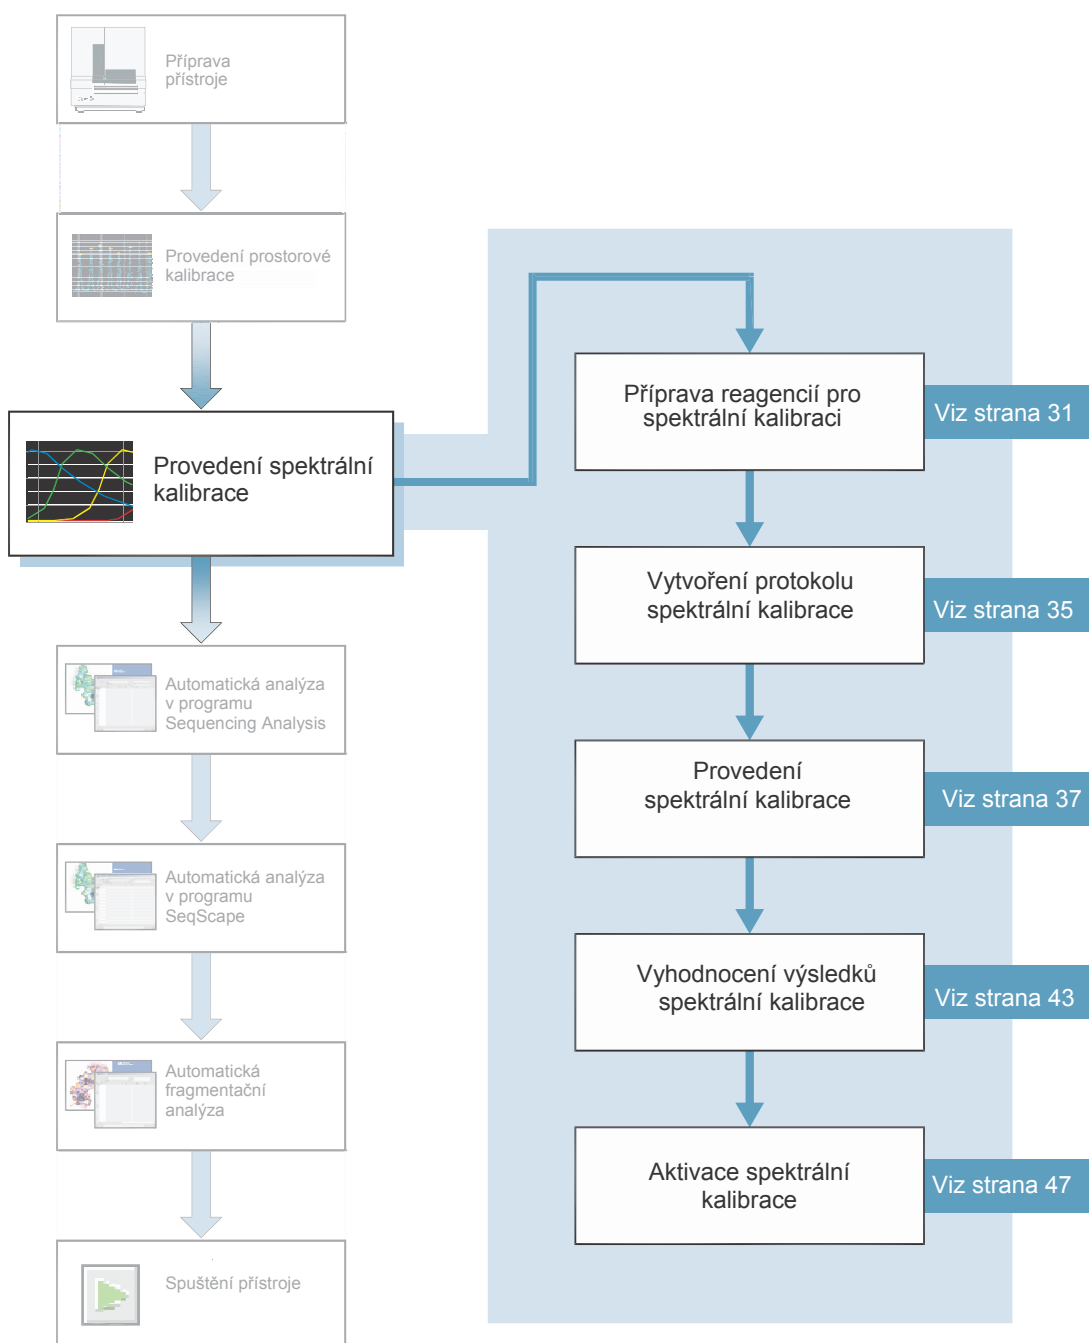 Příprava
přístroje
Provedení prostorové
kalibrace
Provedení spektrální
kalibrace
Automatická analýza
v programu
Sequencing Analysis
Automatická analýza
v programu
SeqScape
Automatická
fragmentační
analýza
Spuštění přístroje
Příprava reagencií pro
spektrální kalibraci
Viz strana 31
Vytvoření protokolu
spektrální kalibrace
Viz strana 35
Provedení
spektrální kalibrace
Viz strana 37
Vyhodnocení výsledků
spektrální kalibrace
Viz strana 43
Aktivace spektrální
kalibrace
Viz strana 47